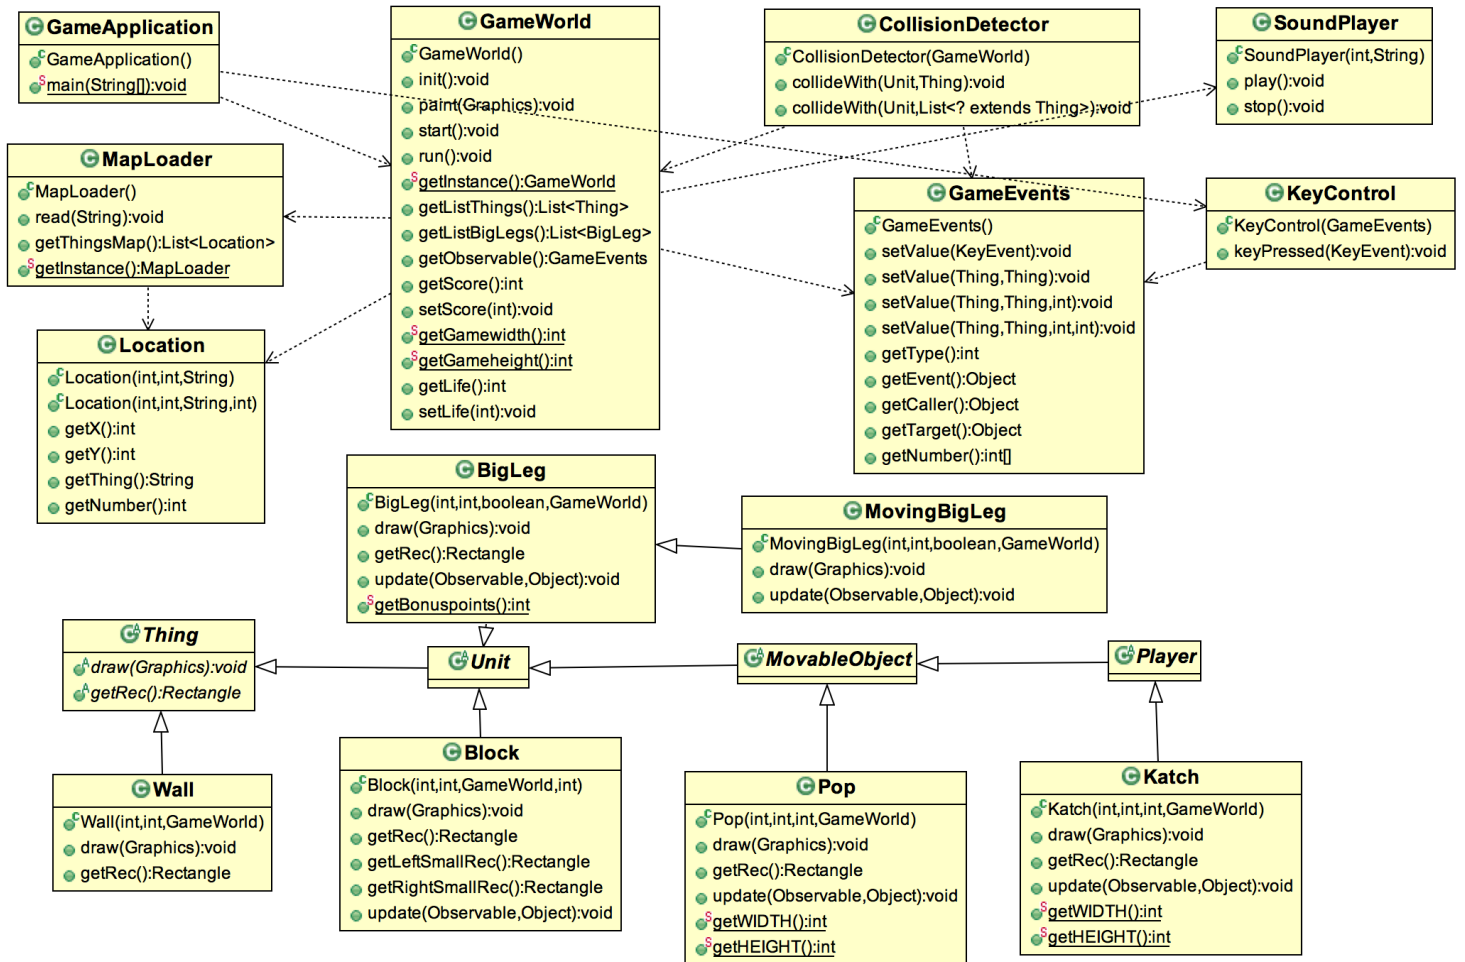 GameApplication
GameApplication()
main(String[]):void
GameWorld
GameWorld()
init():void
paint(Graphics):void
start():void
run():void
getInstance():GameWorld
getListThings():List<Thing>
getListBigLegs():List<BigLeg>
getObservable():GameEvents
getScore():int
setScore(int):void
getGamewidth():int
getGameheight():int
getLife():int
setLife(int):void
CollisionDetector
CollisionDetector(GameWorld)
collideWith(Unit,Thing):void
collideWith(Unit,List<? extends Thing>):void
SoundPlayer
SoundPlayer(int,String)
play():void
stop():void
MapLoader
MapLoader()
read(String):void
getThingsMap():List<Location>
getInstance():MapLoader
GameEvents
GameEvents()
setValue(KeyEvent):void
setValue(Thing,Thing):void
setValue(Thing,Thing,int):void
setValue(Thing,Thing,int,int):void
getType():int
getEvent():Object
getCaller():Object
getTarget():Object
getNumber():int[]
KeyControl
KeyControl(GameEvents)
keyPressed(KeyEvent):void
Location
Location(int,int,String)
Location(int,int,String,int)
getX():int
getY():int
getThing():String
getNumber():int
BigLeg
BigLeg(int,int,boolean,GameWorld)
draw(Graphics):void
getRec():Rectangle
update(Observable,Object):void
getBonuspoints():int
MovingBigLeg
MovingBigLeg(int,int,boolean,GameWorld)
draw(Graphics):void
update(Observable,Object):void
Thing
draw(Graphics):void
getRec():Rectangle
Unit
MovableObject
Player
Wall
Wall(int,int,GameWorld)
draw(Graphics):void
getRec():Rectangle
Block
Block(int,int,GameWorld,int)
draw(Graphics):void
getRec():Rectangle
getLeftSmallRec():Rectangle
getRightSmallRec():Rectangle
update(Observable,Object):void
Pop
Pop(int,int,int,GameWorld)
draw(Graphics):void
getRec():Rectangle
update(Observable,Object):void
getWIDTH():int
getHEIGHT():int
Katch
Katch(int,int,int,GameWorld)
draw(Graphics):void
getRec():Rectangle
update(Observable,Object):void
getWIDTH():int
getHEIGHT():int